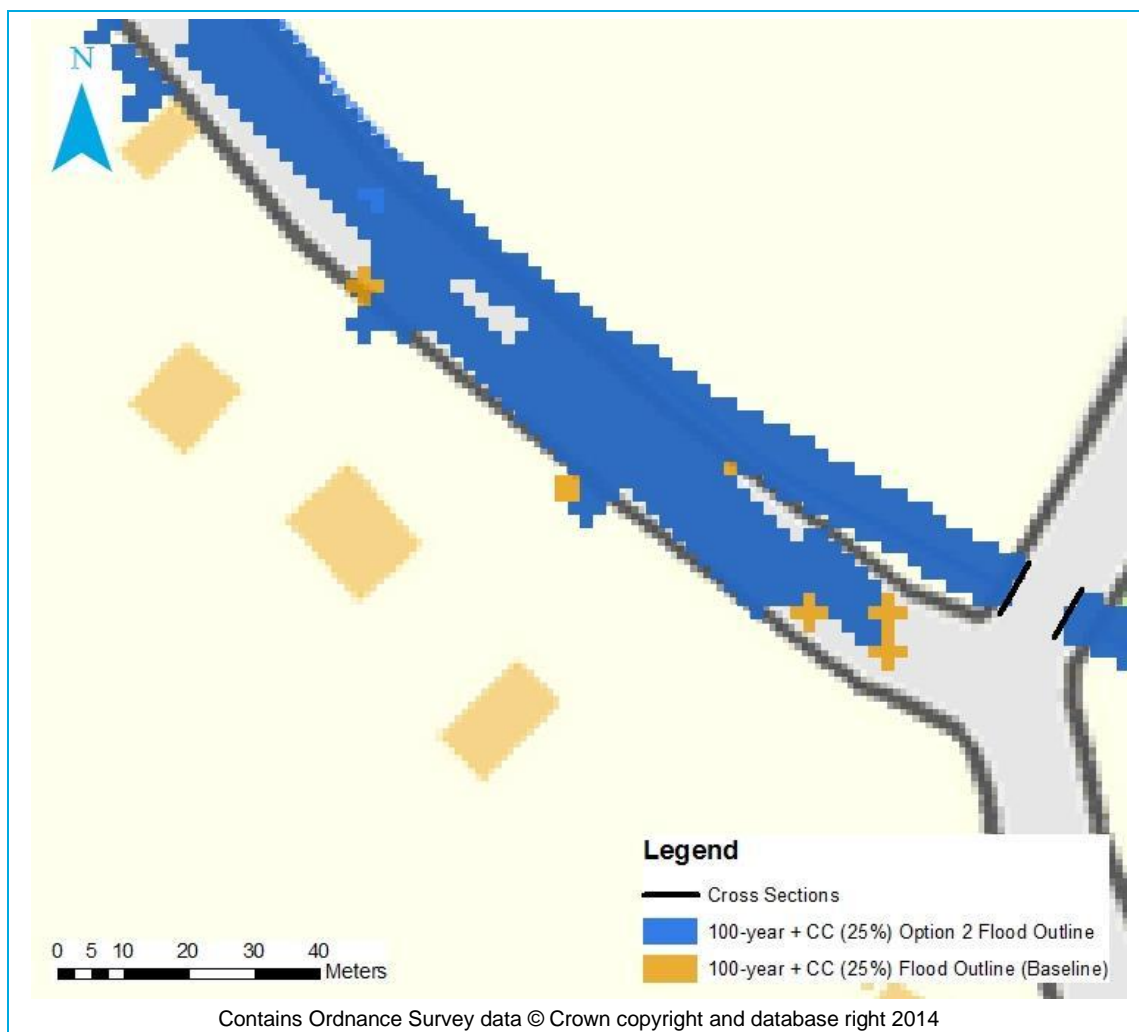 N
Legend
Cross Sections
100-year + CC (25%) Option 2 Flood Outline
100-year + CC (25%) Flood Outline (Baseline)
0 5 10 20 30 40
Meters
Contains Ordnance Survey data © Crown copyright and database right 2014